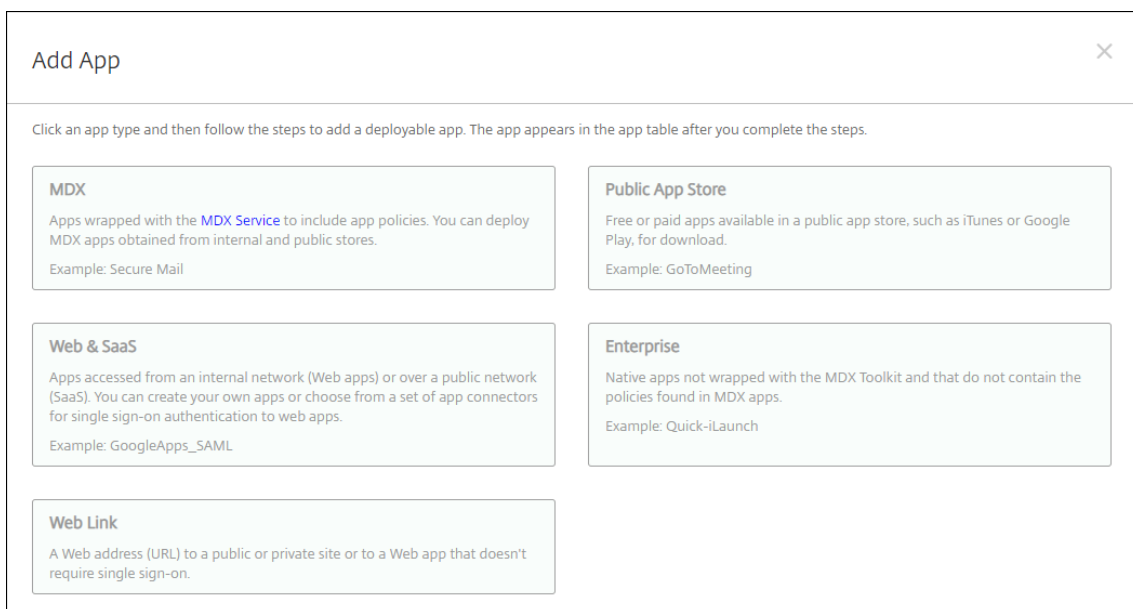 Add App
Click an app type and then follow the steps to add a deployable app. The app appears in the app table after you complete the steps.
MDX
Apps wrapped with the MDX Service to include app policies. You can deploy
MDX apps obtained from internal and public stores.
Example: Secure Mail
Public App Store
Free or paid apps available in a public app store, such as iTunes or Google
Play, for download.
Example: GoToMeeting
Web & SaaS
Apps accessed from an internal network (Web apps) or over a public network
(SaaS). You can create your own apps or choose from a set of app connectors
for single sign-on authentication to web apps.
Example: GoogleApps_SAML
Enterprise
Native apps not wrapped with the MDX Toolkit and that do not contain the
policies found in MDX apps.
Example: Quick-iLaunch
Web Link
A Web address (URL) to a public or private site or to a Web app that doesn't
require single sign-on.